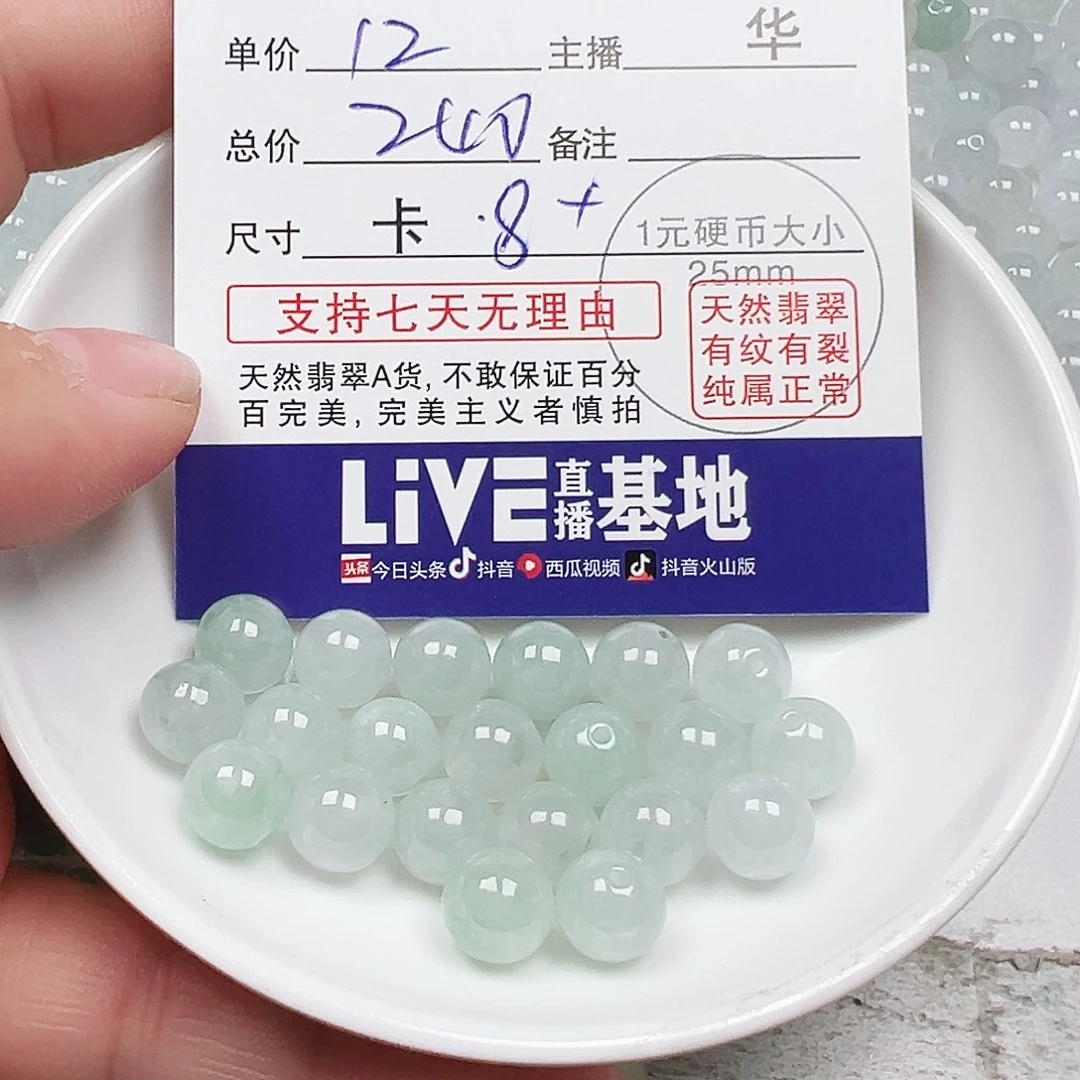 单价 12 主播 华
总价 240 备注
尺寸 卡 8+
1元硬币大小
25mm
支持七天无理由
天然翡翠
有纹有裂
纯属正常
天然翡翠A货,不敢保证百分
百完美,完美主义者慎拍
LiVE直播基地
头条 今日头条 抖音 西瓜视频 抖音火山版